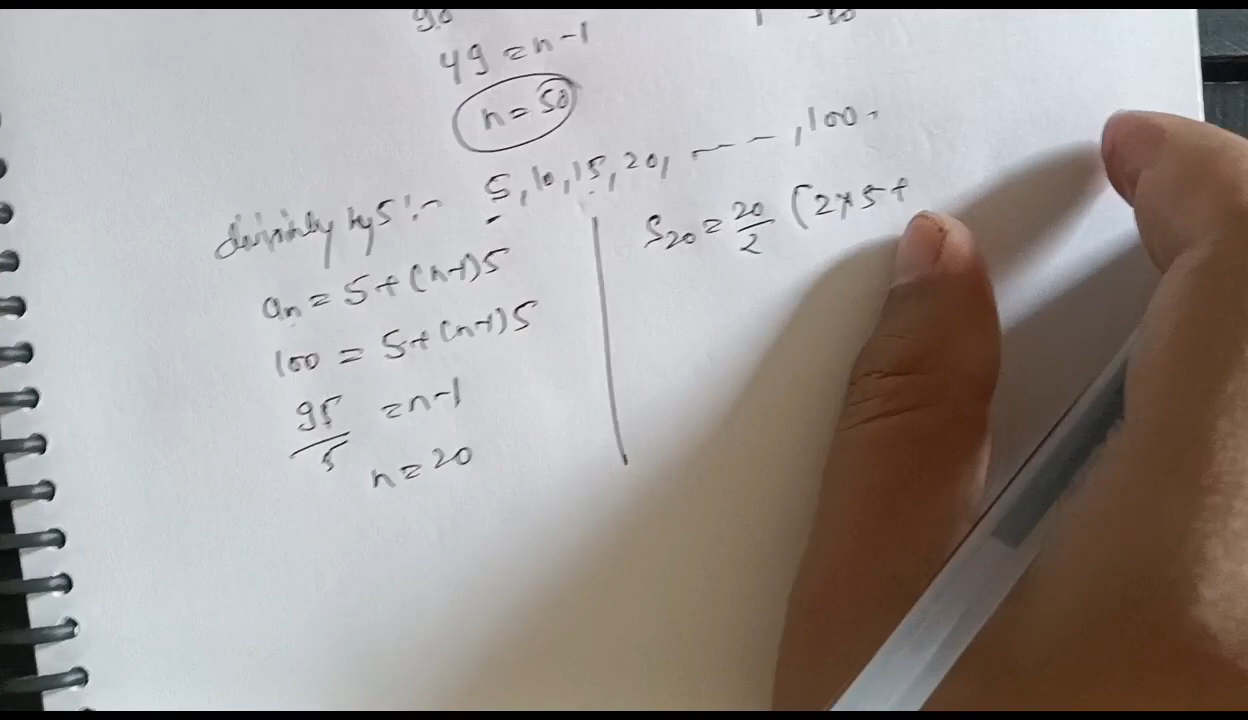 49 = n-1
n = 50
by 5 :- 5, 10, 15, 20, - - -, 100.
an = 5 + (n-1)5
100 = 5 + (n-1)5
95/5 = n-1
n = 20
S20 = 20/2 (2×5+